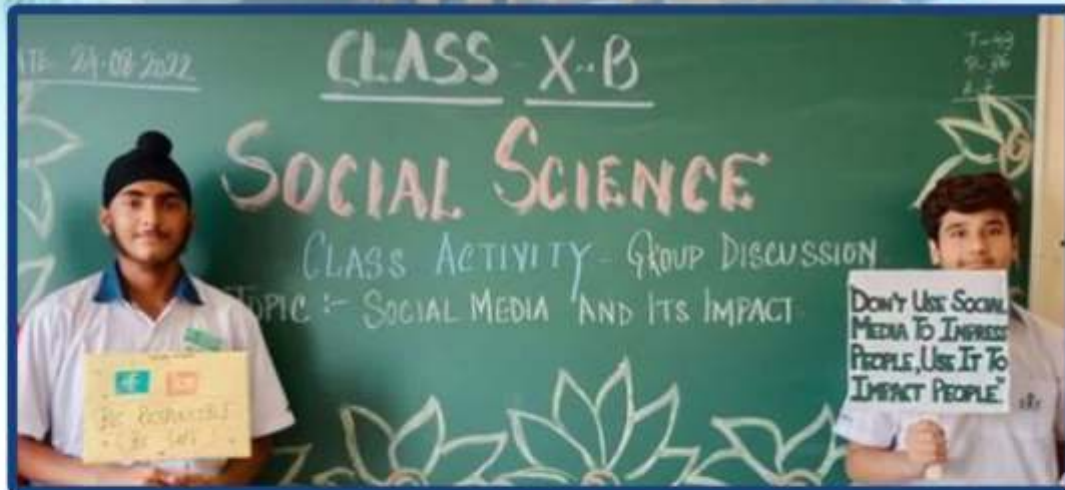 DATE 24-08-2022
CLASS - X-B
T-49
SOCIAL SCIENCE
CLASS ACTIVITY - GROUP DISCUSSION
TOPIC :- SOCIAL MEDIA AND ITS IMPACT
DON'T USE SOCIAL
MEDIA TO IMPRESS
PEOPLE, USE IT TO
IMPACT PEOPLE."
BE RESPONSIBLE
BE SAFE